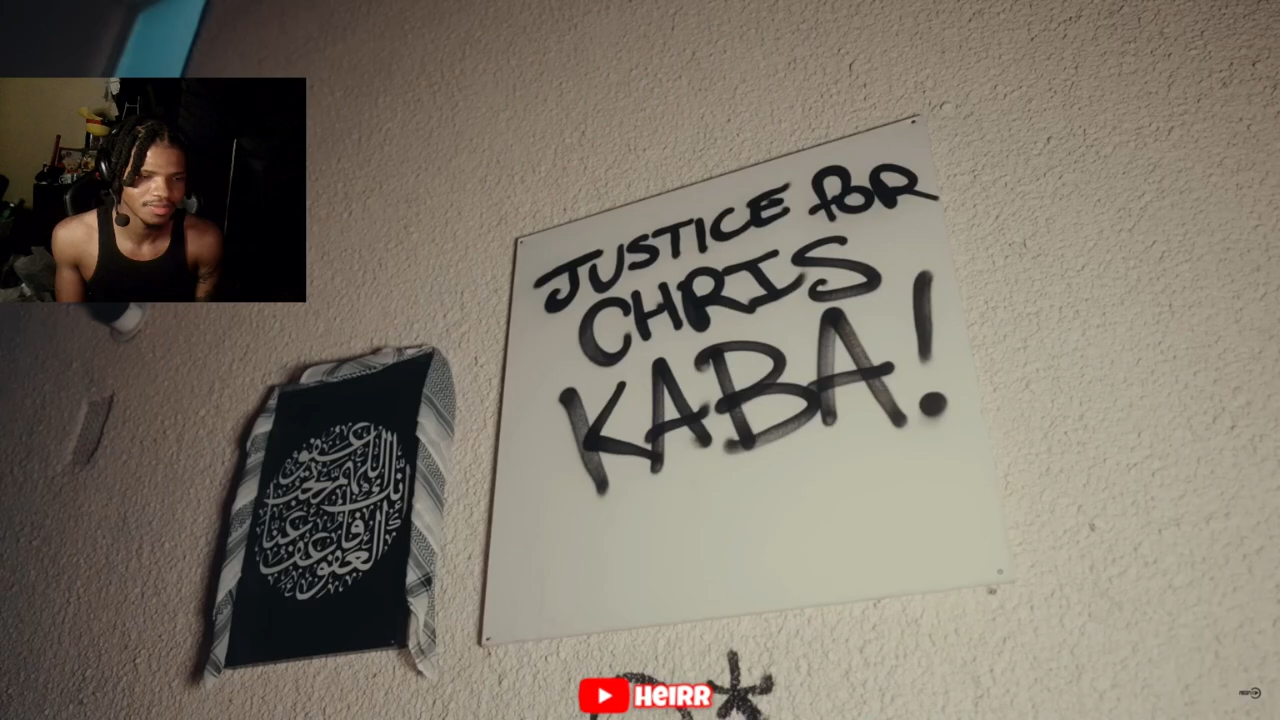 JUSTICE FOR
CHRIS
KABA!
اللهم إنك عفو
تحب العفو
فاعف عنا
HEIRR